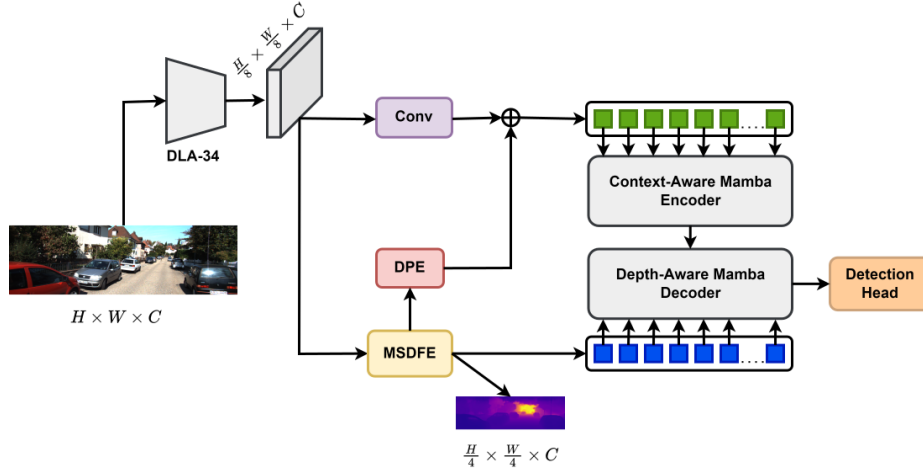 H/8 × W/8 × C
DLA-34
Conv
Context-Aware Mamba
Encoder
H × W × C
DPE
Depth-Aware Mamba
Decoder
Detection
Head
MSDFE
H/4 × W/4 × C